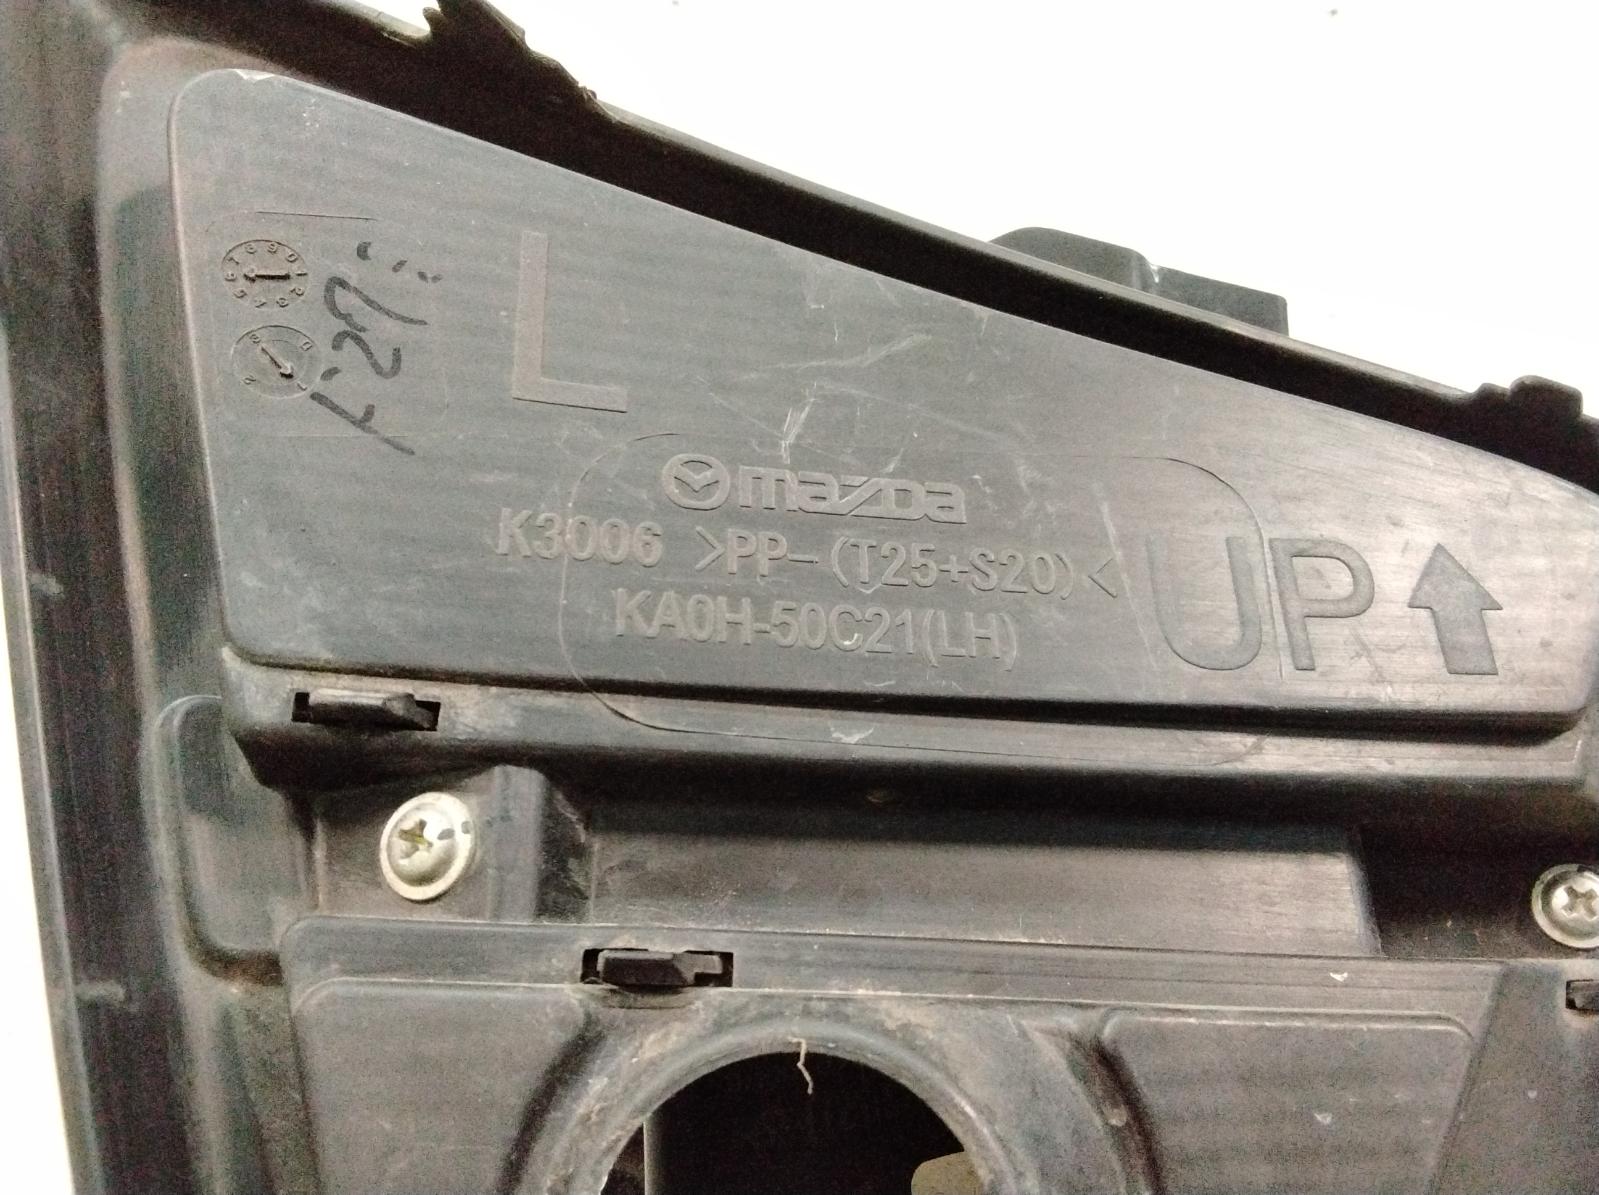 L
mazda
K3006 >PP-(T25+S20)<
KA0H-50C21(LH)
UP